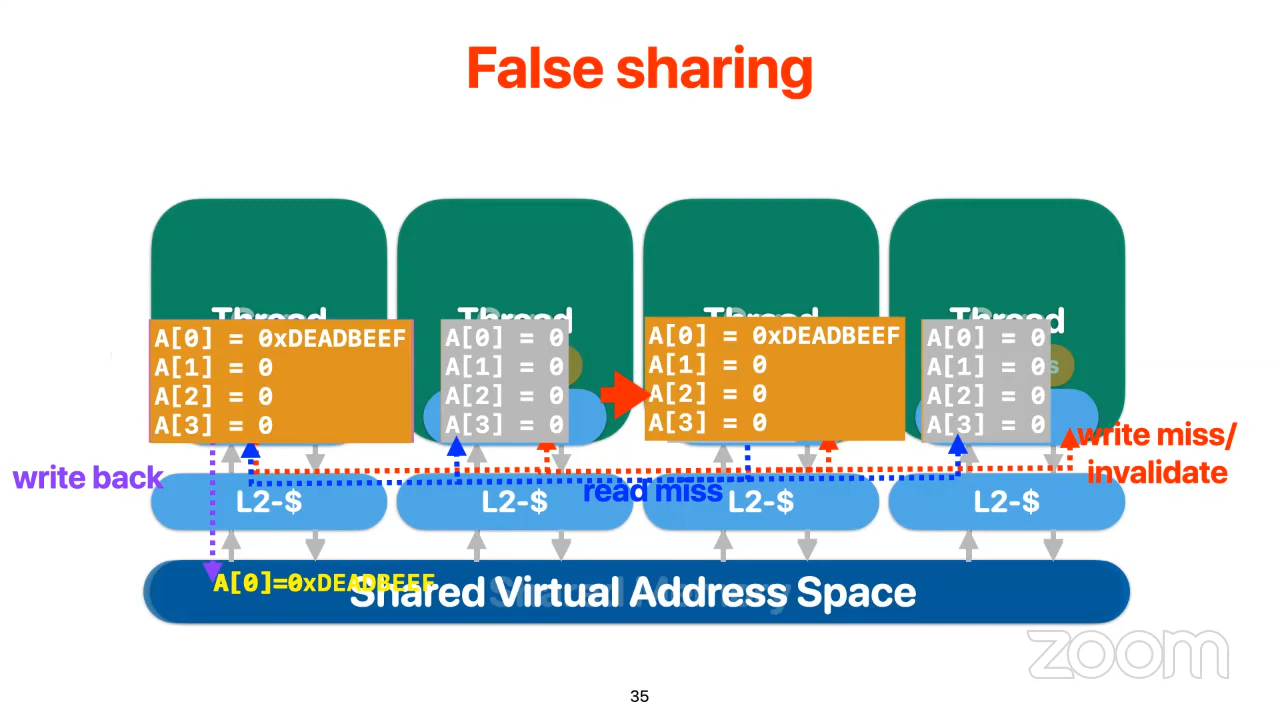 False sharing
Thread
Thread
Thread
Thread
A[0] = 0xDEADBEEF
A[1] = 0
A[2] = 0
A[3] = 0
A[0] = 0
A[1] = 0
A[2] = 0
A[3] = 0
A[0] = 0xDEADBEEF
A[1] = 0
A[2] = 0
A[3] = 0
A[0] = 0
A[1] = 0
A[2] = 0
A[3] = 0
write miss/
invalidate
write back
read miss
L2-$
L2-$
L2-$
L2-$
A[0]=0xDEADBEEF
Shared Virtual Address Space
zoom
35